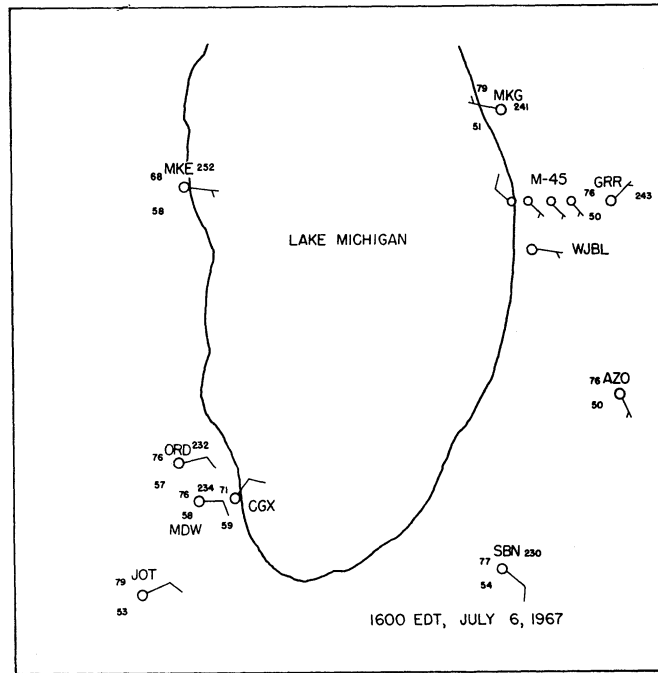 79
MKG
241
51
MKE 252
68
58
M-45
76
GRR
243
50
LAKE MICHIGAN
WJBL
76 AZO
50
ORD 232
76
57
76 234
58
MDW
71
59
CGX
79 JOT
53
SBN 230
77
54
1600 EDT, JULY 6, 1967